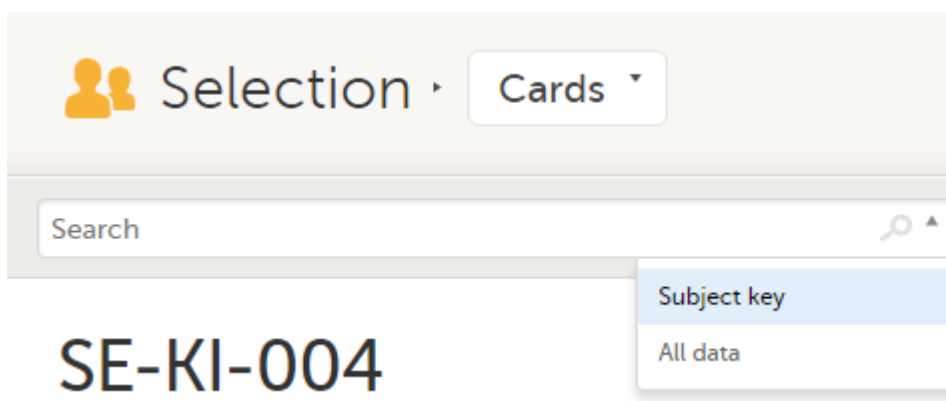 Selection Cards
Search
Subject key
All data
SE-KI-004